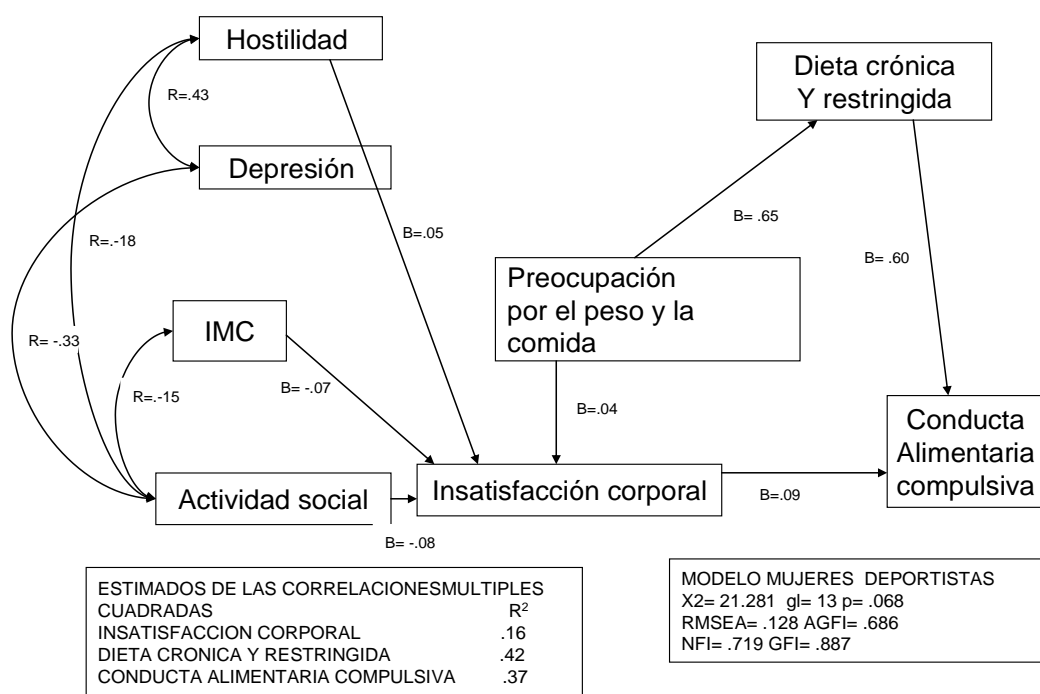 Hostilidad
Dieta crónica
Y restringida
R=.43
Depresión
B= .65
R=.-18
B=.05
B= .60
Preocupación
por el peso y la
comida
IMC
R= -.33
B= -.07
R=.-15
B=.04
Conducta
Alimentaria
compulsiva
Actividad social
Insatisfacción corporal
B=.09
B= -.08
ESTIMADOS DE LAS CORRELACIONESMULTIPLES
CUADRADAS R²
INSATISFACCION CORPORAL .16
DIETA CRONICA Y RESTRINGIDA .42
CONDUCTA ALIMENTARIA COMPULSIVA .37
MODELO MUJERES DEPORTISTAS
X2= 21.281 gl= 13 p= .068
RMSEA= .128 AGFI= .686
NFI= .719 GFI= .887